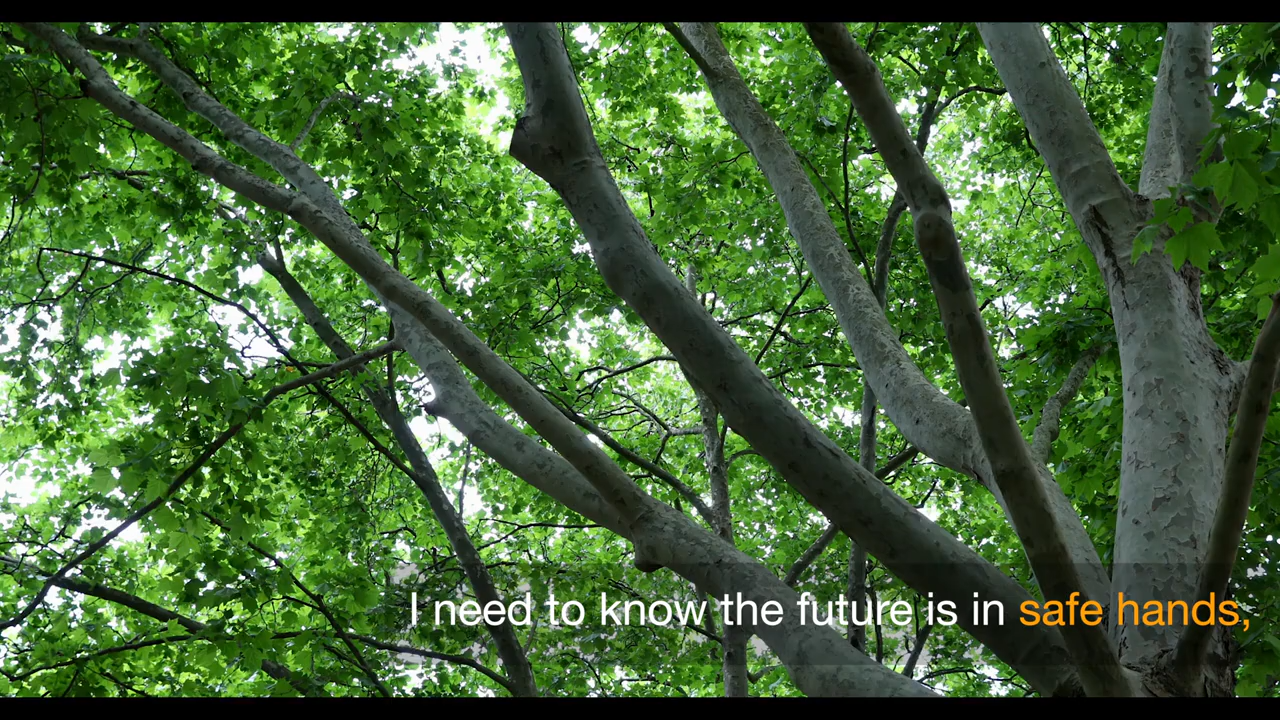 I need to know the future is in safe hands,